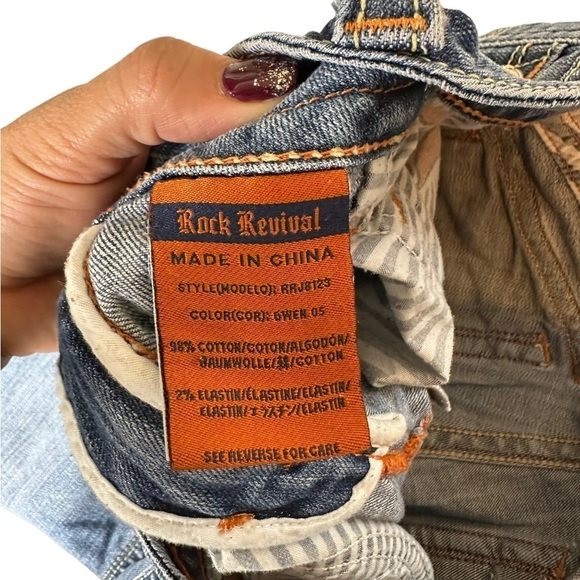 Rock Revival
MADE IN CHINA
STYLE(MODELO): RRJ8123
COLOR(COR): GWEN 05
98% COTTON/COTON/ALGODÓN/
BAUMWOLLE/綿/COTTON
2% ELASTIN/ÉLASTINE/ELASTIN/
ELASTIN/エラスチン/ELASTIN
SEE REVERSE FOR CARE